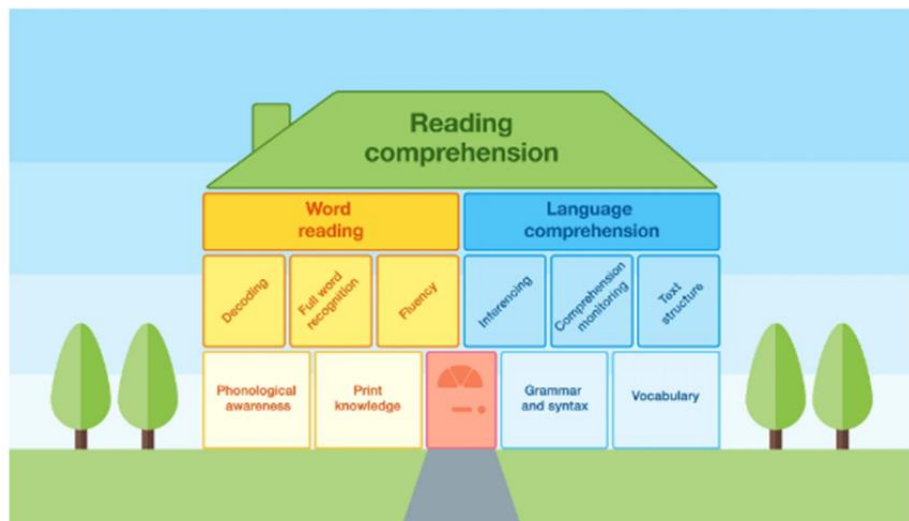 Reading
comprehension
Word
reading
Language
comprehension
Decoding
Full word
recognition
Fluency
Inferencing
Comprehension
monitoring
Text
structure
Phonological
awareness
Print
knowledge
Grammar
and syntax
Vocabulary